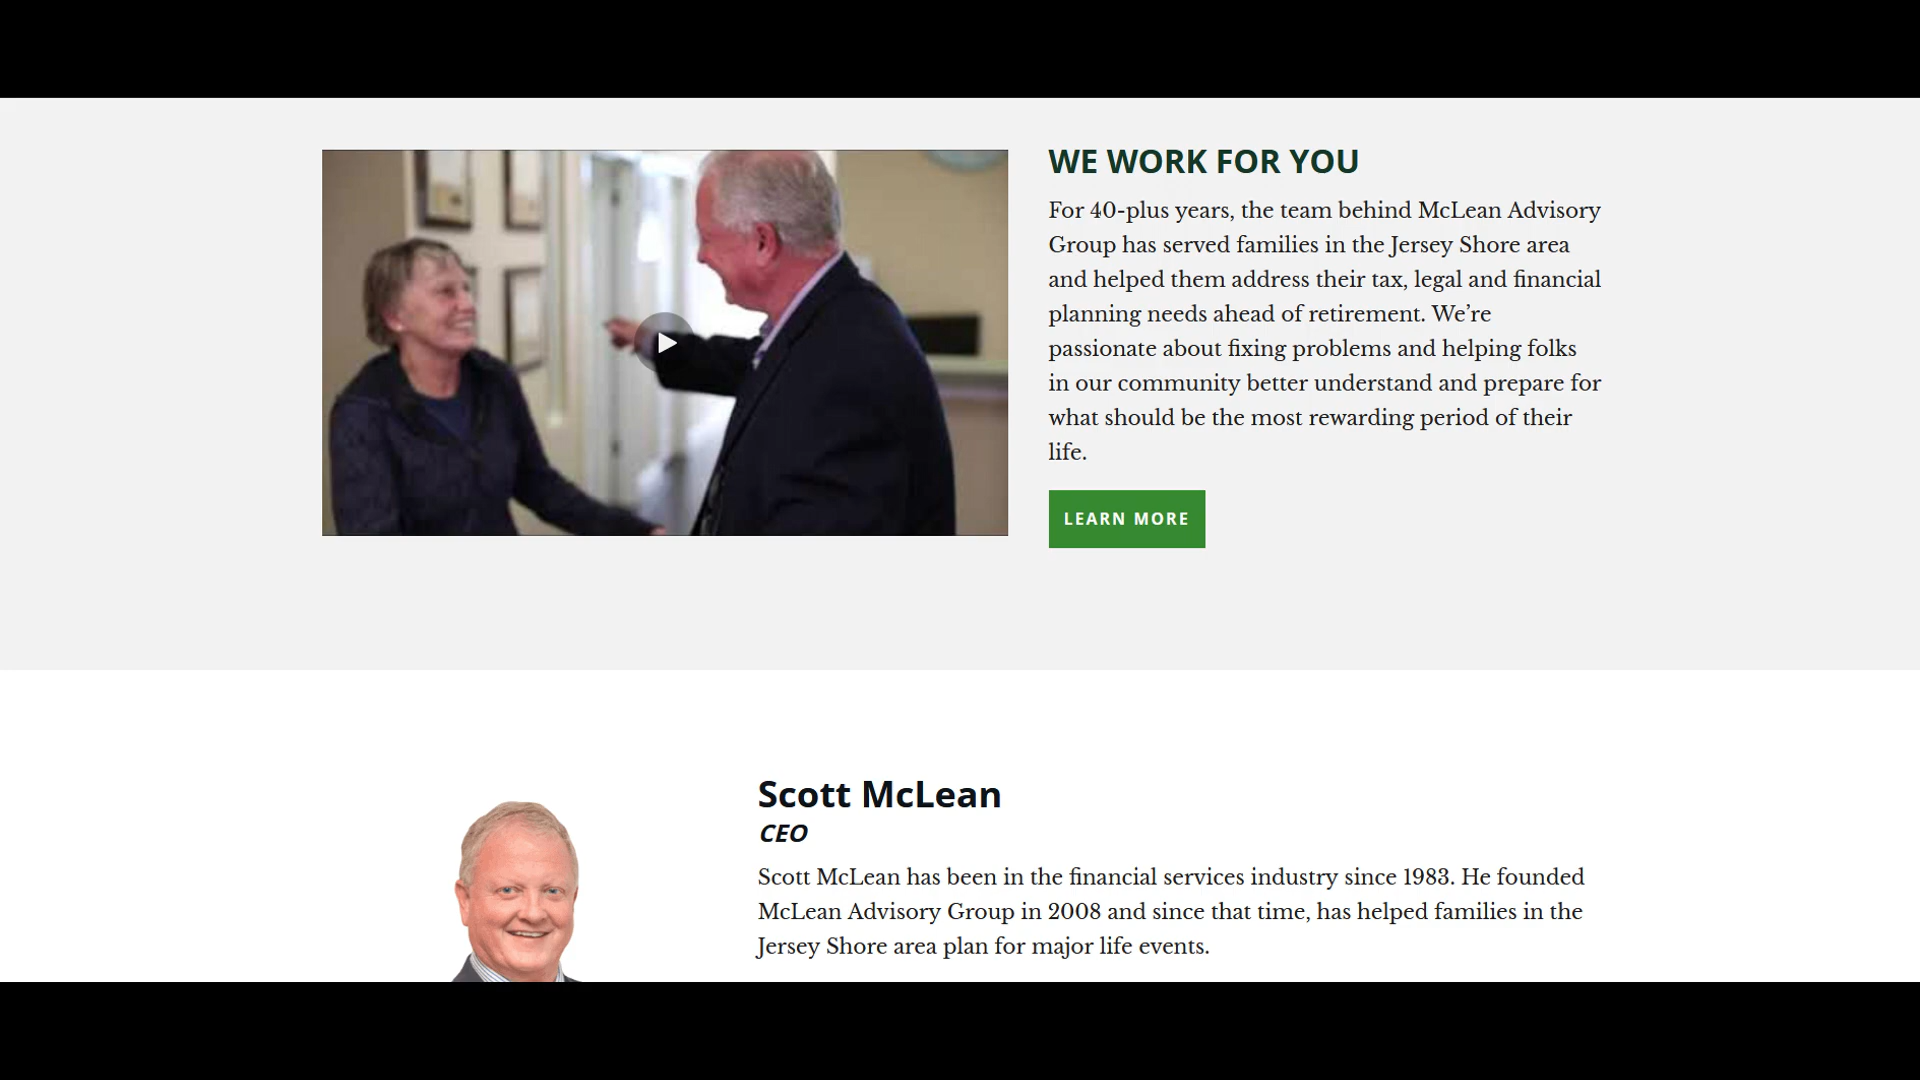 WE WORK FOR YOU
For 40-plus years, the team behind McLean Advisory
Group has served families in the Jersey Shore area
and helped them address their tax, legal and financial
planning needs ahead of retirement. We’re
passionate about fixing problems and helping folks
in our community better understand and prepare for
what should be the most rewarding period of their
life.
LEARN MORE
Scott McLean
CEO
Scott McLean has been in the financial services industry since 1983. He founded
McLean Advisory Group in 2008 and since that time, has helped families in the
Jersey Shore area plan for major life events.